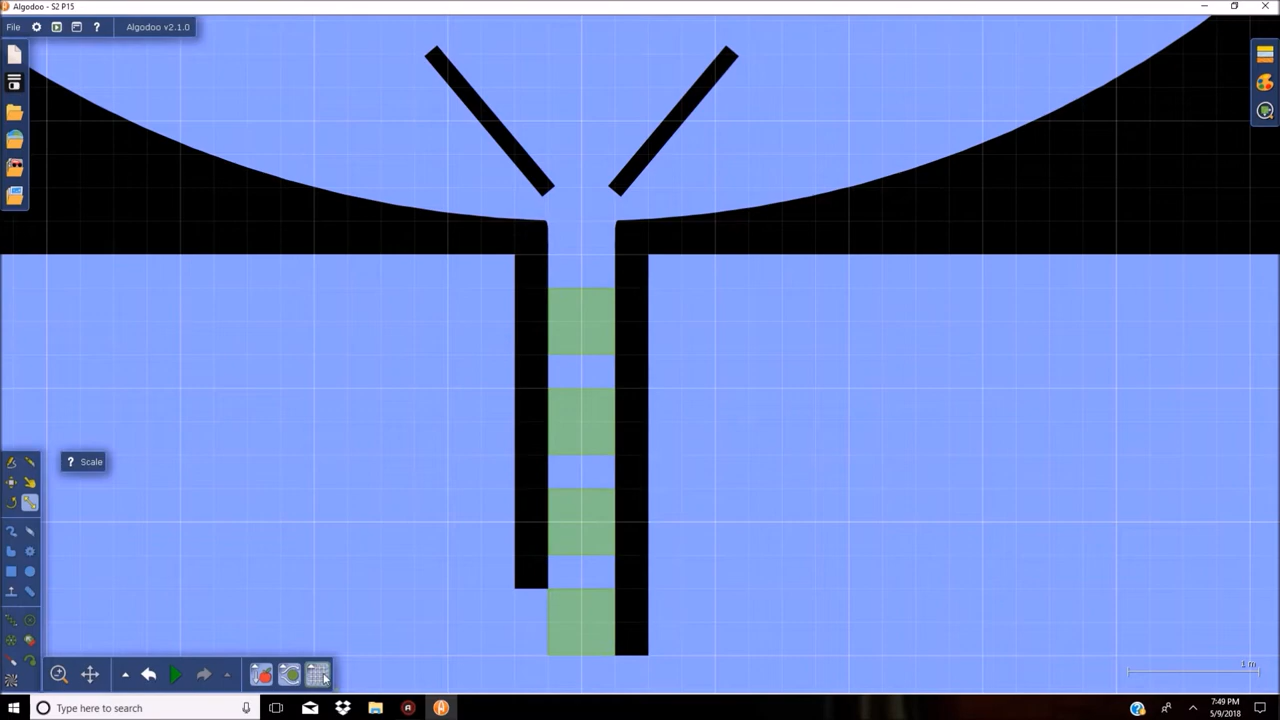 Algodoo - S2 P15
File
?
Algodoo v2.1.0
? Scale
1 m
Type here to search
7:49 PM
5/9/2018